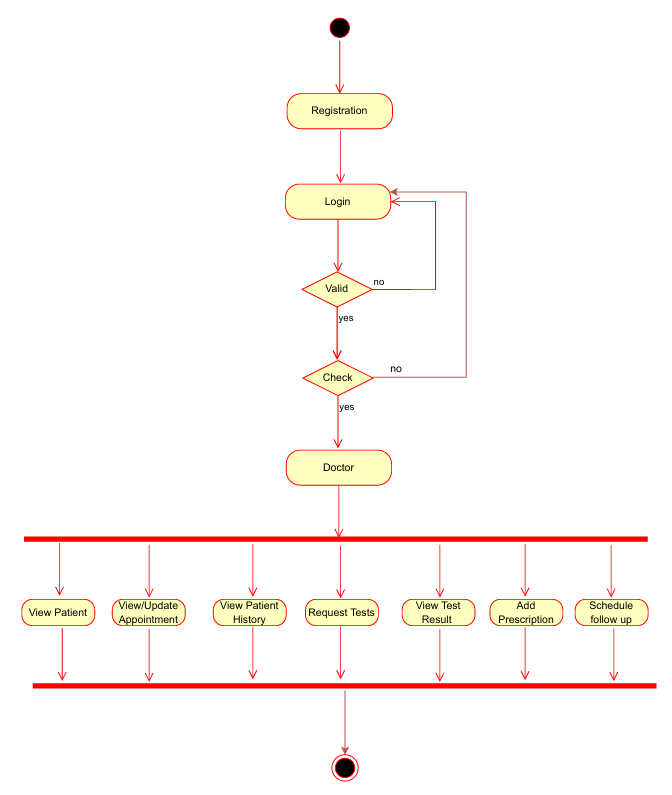 Registration
Login
Valid
no
yes
Check
no
yes
Doctor
View Patient
View/Update
Appointment
View Patient
History
Request Tests
View Test
Result
Add
Prescription
Schedule
follow up